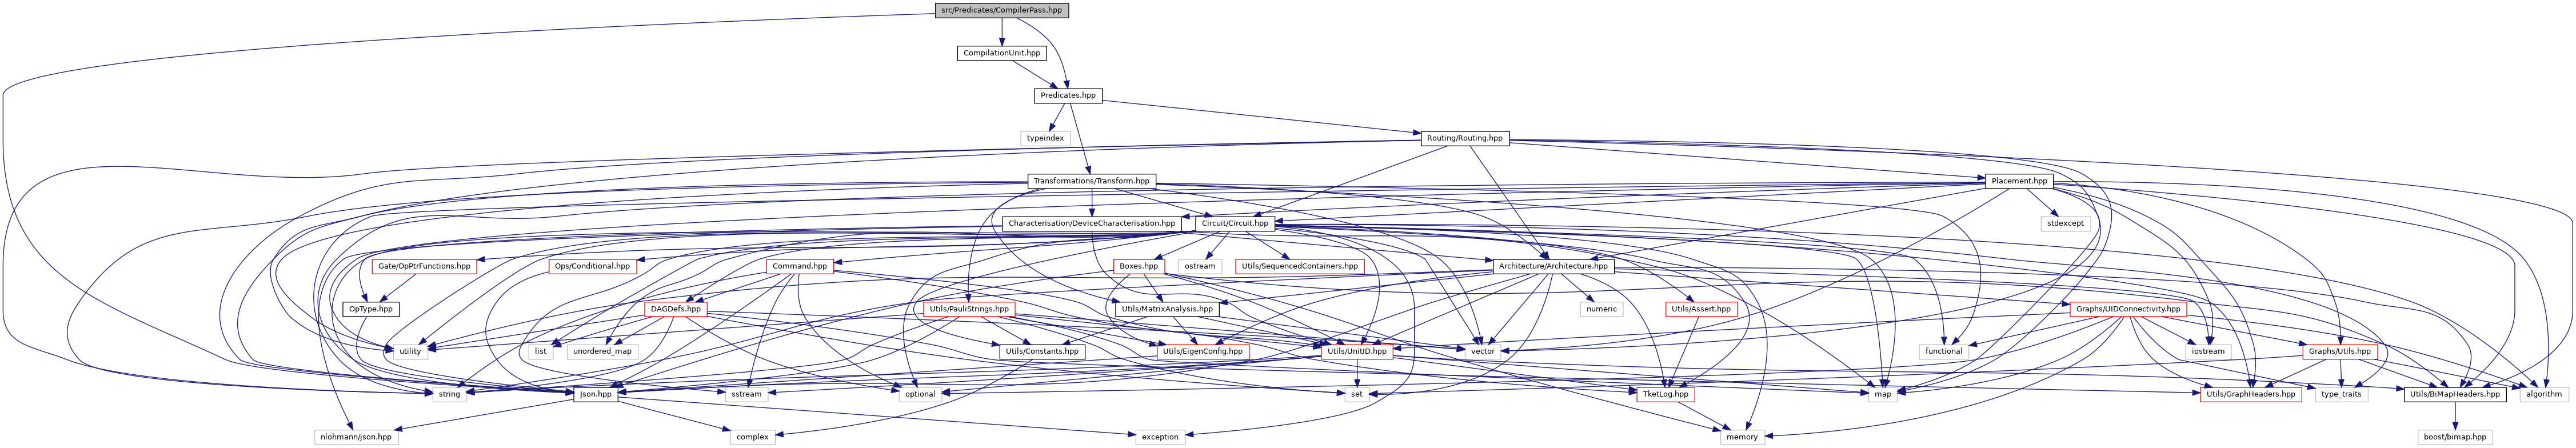 src/Predicates/CompilerPass.hpp
CompilationUnit.hpp
Predicates.hpp
typeindex
Routing/Routing.hpp
Transformations/Transform.hpp
Placement.hpp
Characterisation/DeviceCharacterisation.hpp
Circuit/Circuit.hpp
stdexcept
Gate/OpPtrFunctions.hpp
Ops/Conditional.hpp
Command.hpp
Boxes.hpp
ostream
Utils/SequencedContainers.hpp
Architecture/Architecture.hpp
OpType.hpp
DAGDefs.hpp
Utils/PauliStrings.hpp
Utils/MatrixAnalysis.hpp
numeric
Utils/Assert.hpp
Graphs/UIDConnectivity.hpp
utility
list
unordered_map
Utils/Constants.hpp
Utils/EigenConfig.hpp
Utils/UnitID.hpp
vector
functional
iostream
Graphs/Utils.hpp
string
Json.hpp
sstream
optional
set
TketLog.hpp
map
Utils/GraphHeaders.hpp
type_traits
Utils/BiMapHeaders.hpp
algorithm
nlohmann/json.hpp
complex
exception
memory
boost/bimap.hpp